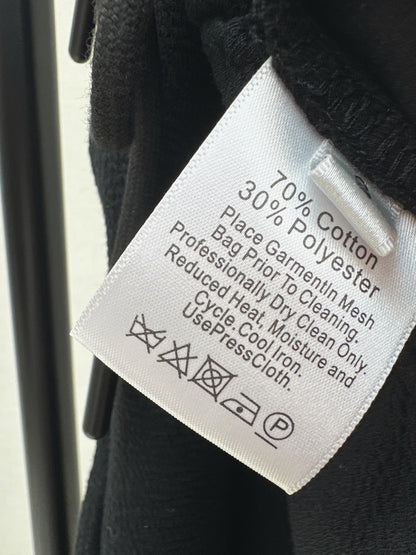 70% Cotton
30% Polyester
Place GarmentIn Mesh
Bag Prior To Cleaning.
Professionally Dry Clean Only.
Reduced Heat, Moisture and
Cycle. Cool Iron.
UsePressCloth.
P